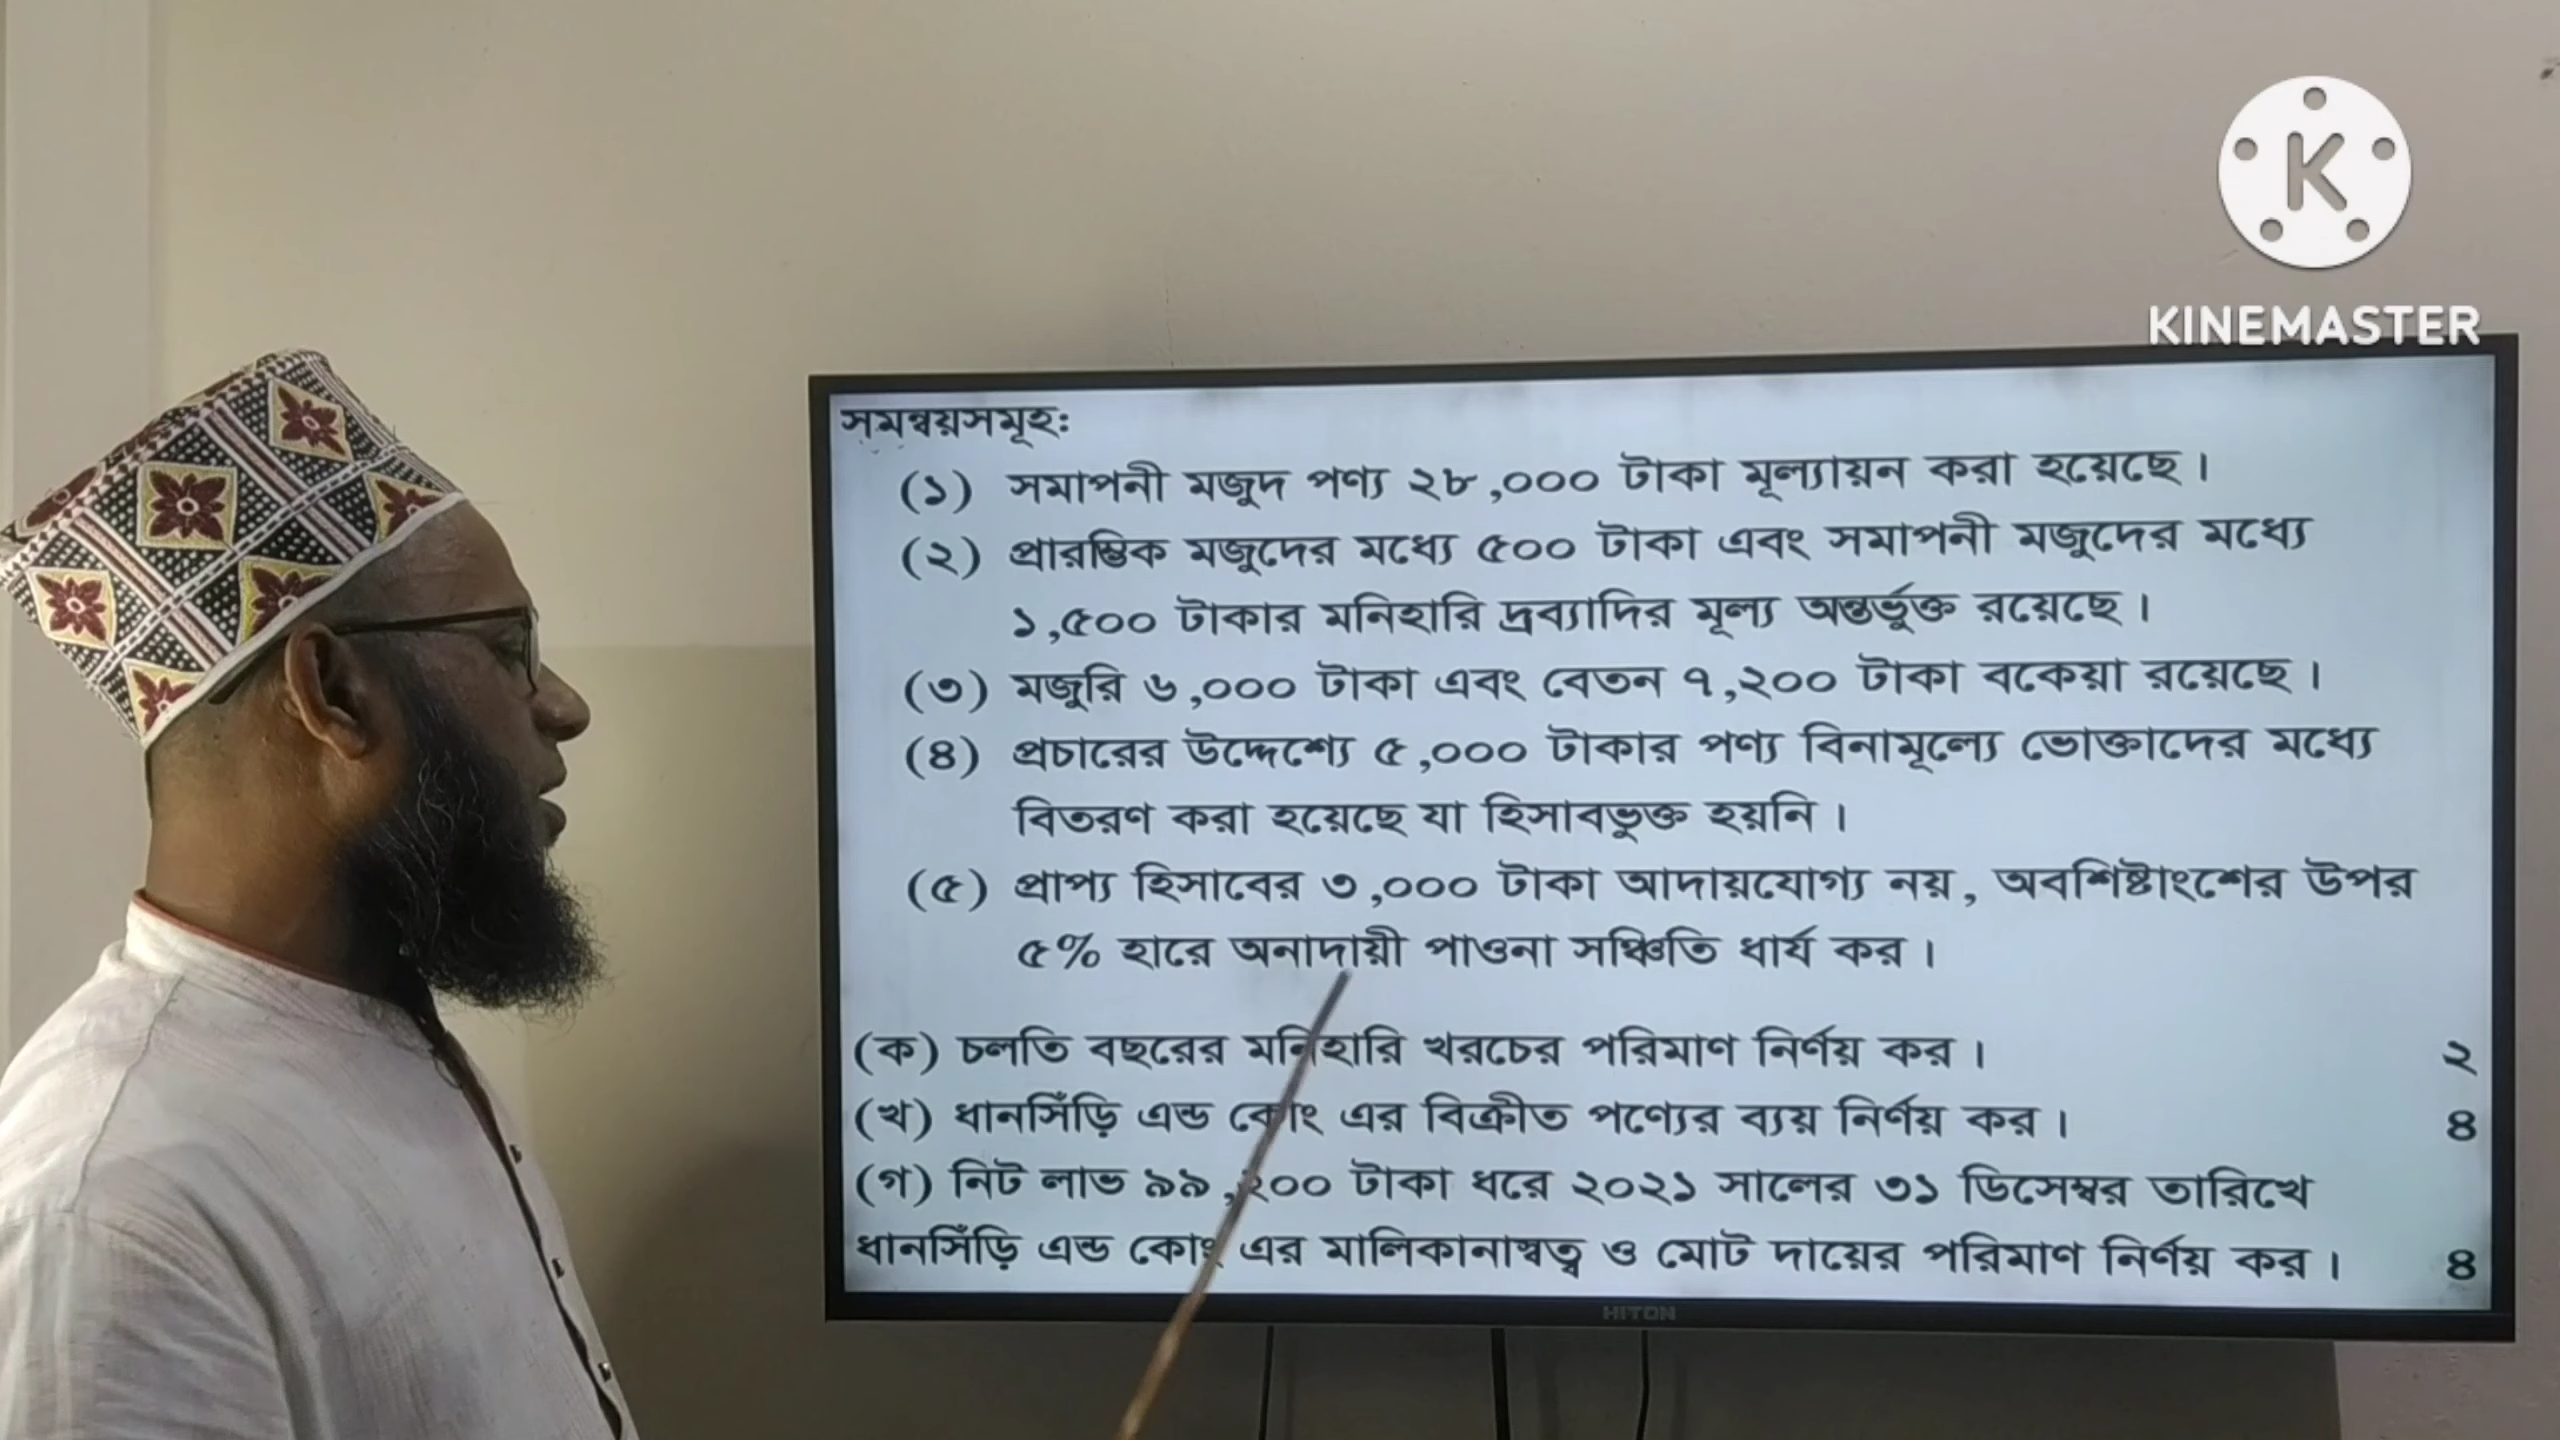 K
KINEMASTER
সমন্বয়সমূহঃ
(১) সমাপনী মজুদ পণ্য ২৮,০০০ টাকা মূল্যায়ন করা হয়েছে।
(২) প্রারম্ভিক মজুদের মধ্যে ৫০০ টাকা এবং সমাপনী মজুদের মধ্যে
১,৫০০ টাকার মনিহারি দ্রব্যাদির মূল্য অন্তর্ভুক্ত রয়েছে।
(৩) মজুরি ৬,০০০ টাকা এবং বেতন ৭,২০০ টাকা বকেয়া রয়েছে।
(৪) প্রচারের উদ্দেশ্যে ৫,০০০ টাকার পণ্য বিনামূল্যে ভোক্তাদের মধ্যে
বিতরণ করা হয়েছে যা হিসাবভুক্ত হয়নি।
(৫) প্রাপ্য হিসাবের ৩,০০০ টাকা আদায়যোগ্য নয়, অবশিষ্টাংশের উপর
৫% হারে অনাদায়ী পাওনা সঞ্চিতি ধার্য কর।
(ক) চলতি বছরের মনিহারি খরচের পরিমাণ নির্ণয় কর। ২
(খ) ধানসিঁড়ি এন্ড কোং এর বিক্রীত পণ্যের ব্যয় নির্ণয় কর। ৪
(গ) নিট লাভ ৯৯,২০০ টাকা ধরে ২০২১ সালের ৩১ ডিসেম্বর তারিখে
ধানসিঁড়ি এন্ড কোং এর মালিকানাস্বত্ব ও মোট দায়ের পরিমাণ নির্ণয় কর। ৪
HITON